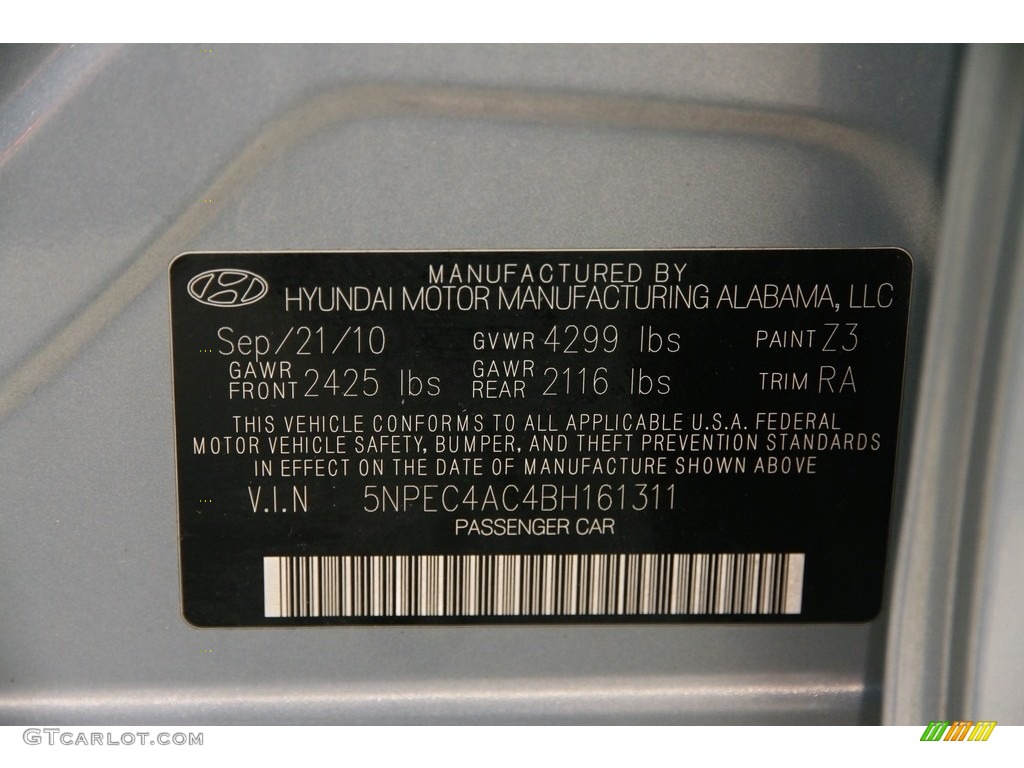 MANUFACTURED BY
HYUNDAI MOTOR MANUFACTURING ALABAMA, LLC
Sep/21/10 GVWR 4299 lbs PAINT Z3
GAWR FRONT 2425 lbs GAWR REAR 2116 lbs TRIM RA
THIS VEHICLE CONFORMS TO ALL APPLICABLE U.S.A. FEDERAL
MOTOR VEHICLE SAFETY, BUMPER, AND THEFT PREVENTION STANDARDS
IN EFFECT ON THE DATE OF MANUFACTURE SHOWN ABOVE
V.I.N 5NPEC4AC4BH161311
PASSENGER CAR
GTCARLOT.COM